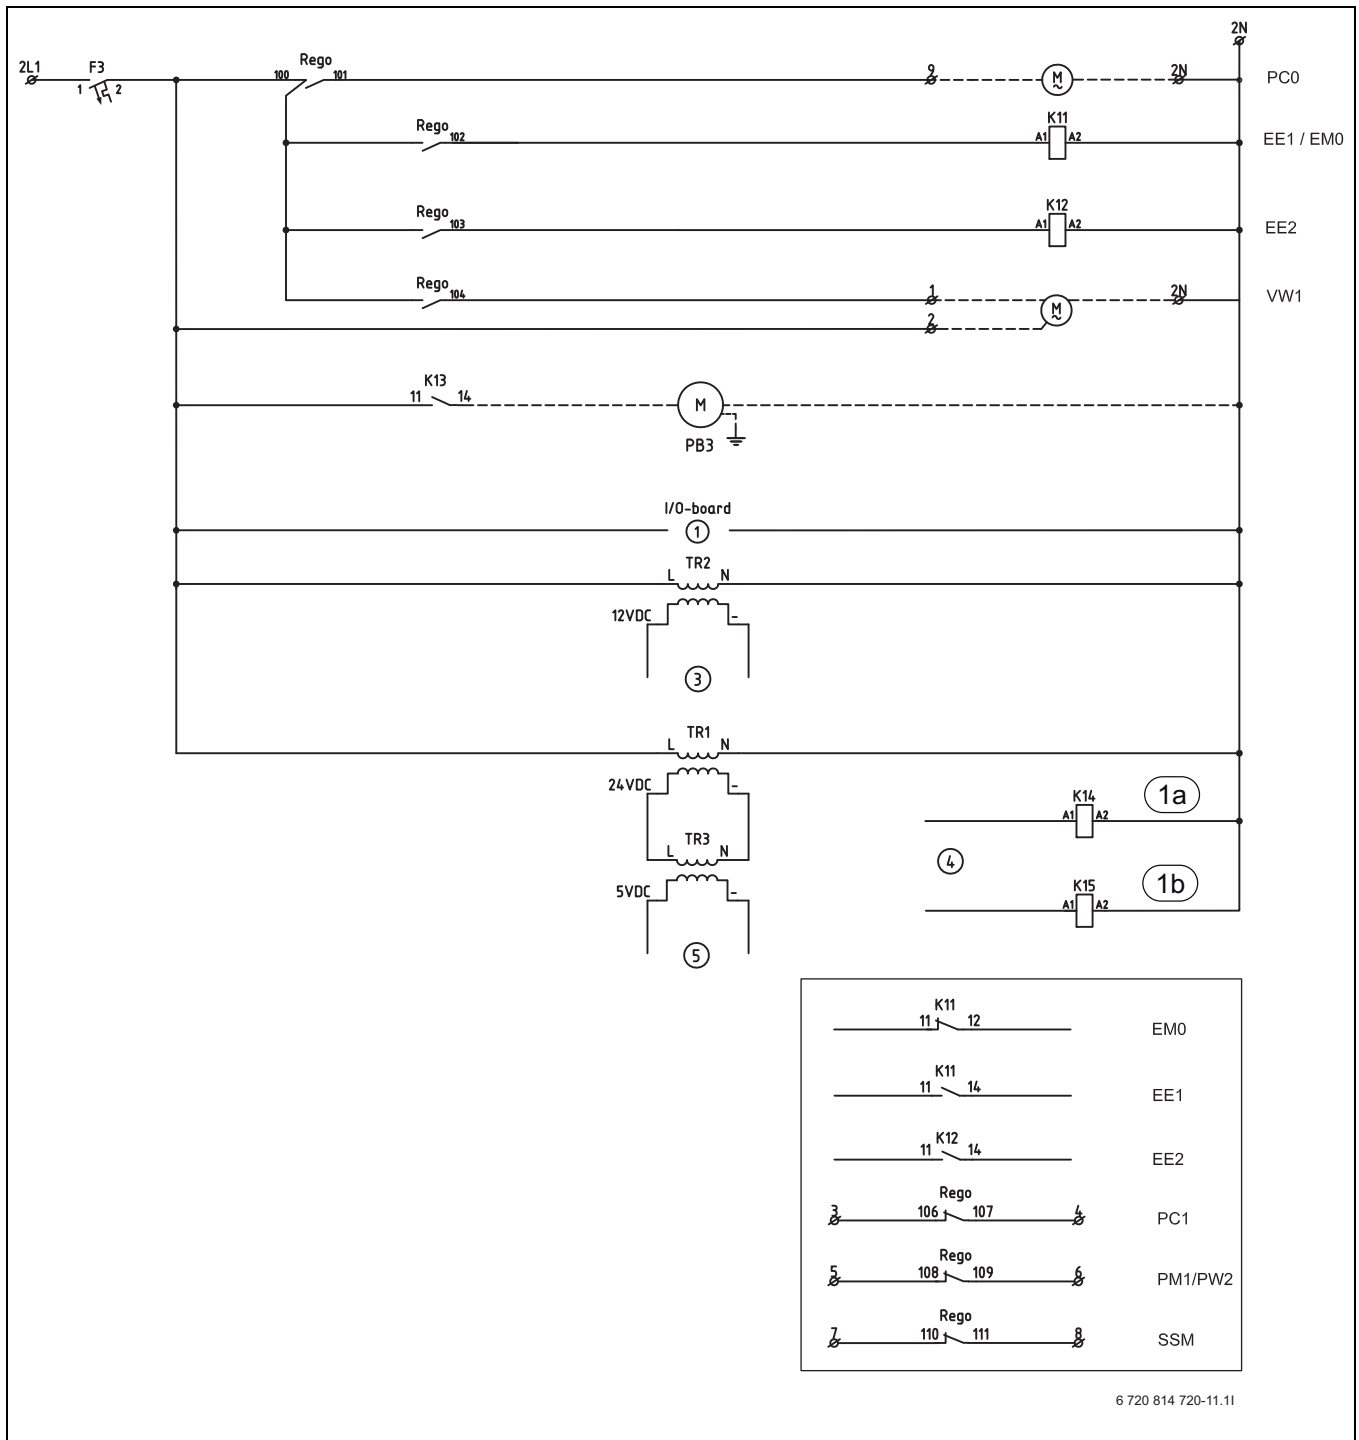 2N
2L1 F3 Rego 9 2N
1 2 100 101 M PC0
K11
Rego 102 A1 A2 EE1 / EM0
K12
Rego 103 A1 A2 EE2
Rego 104 1 2N VW1
M
2
K13
11 14 M
PB3
I/O-board
1
TR2
L N
12VDC -
3
TR1
L N
24VDC -
K14 1a
A1 A2
TR3
L N
4
5VDC -
K15 1b
A1 A2
5
K11
11 12 EM0
K11
11 14 EE1
K12
11 14 EE2
Rego
3 106 107 4 PC1
Rego
5 108 109 6 PM1/PW2
Rego
7 110 111 8 SSM
6 720 814 720-11.1I